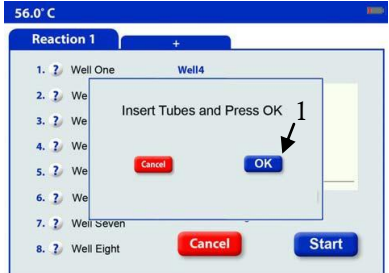 56.0° C
Reaction 1
+
1. ? Well One Well4
2. ? We
3. ? We
4. ? We
5. ? We
6. ? We
7. ? Well Seven
8. ? Well Eight
Insert Tubes and Press OK 1
Cancel OK
Cancel Start